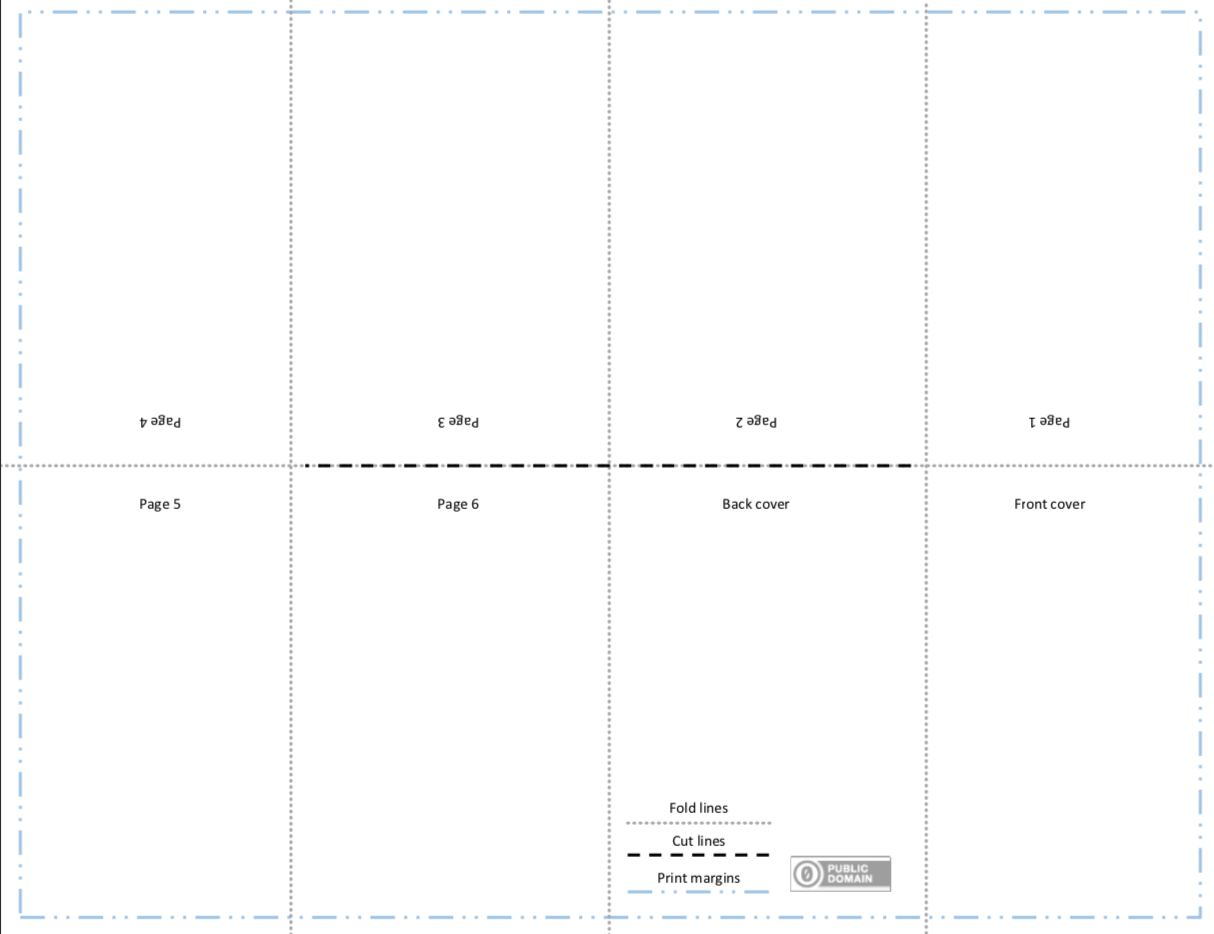 Page 4
Page 3
Page 2
Page 1
Page 5
Page 6
Back cover
Front cover
Fold lines
Cut lines
Print margins
0
PUBLIC
DOMAIN